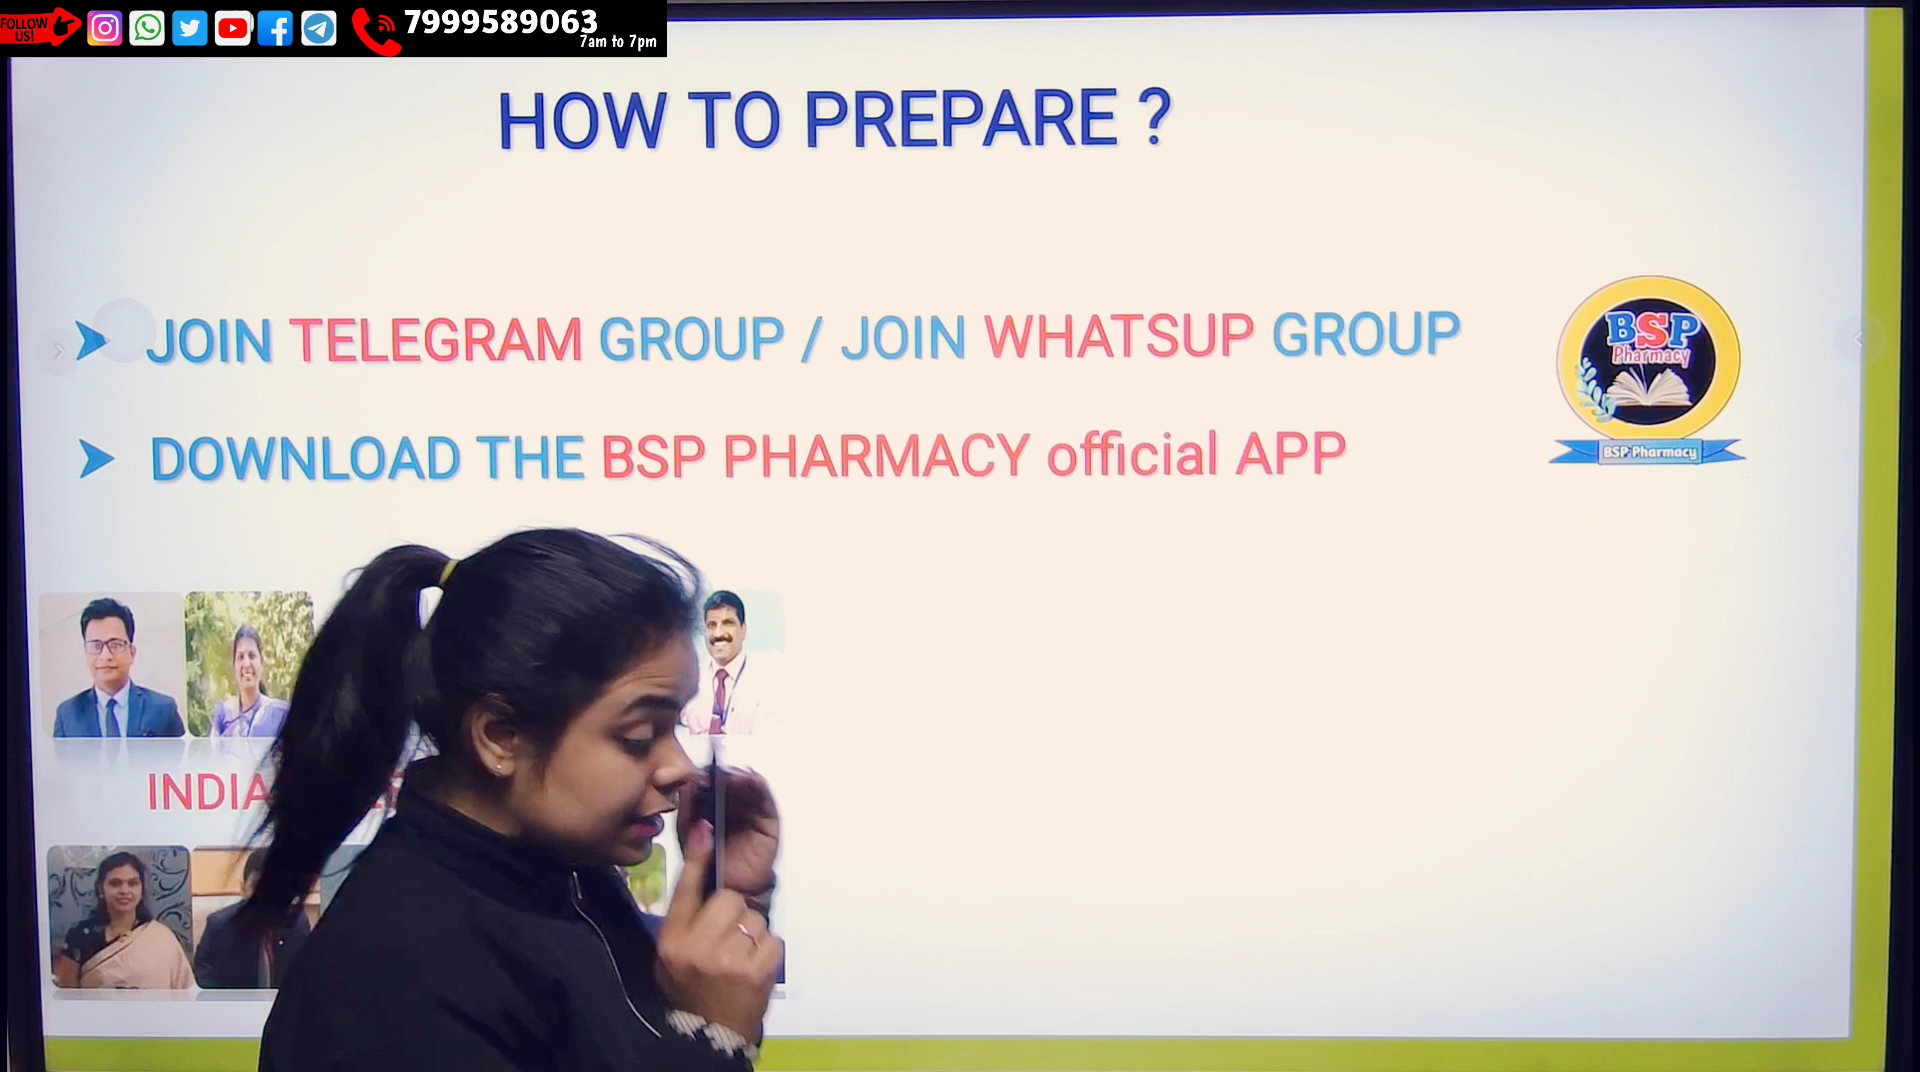 FOLLOW
US!
7999589063
7am to 7pm
HOW TO PREPARE ?
JOIN TELEGRAM GROUP / JOIN WHATSUP GROUP
DOWNLOAD THE BSP PHARMACY official APP
BSP
Pharmacy
BSP Pharmacy